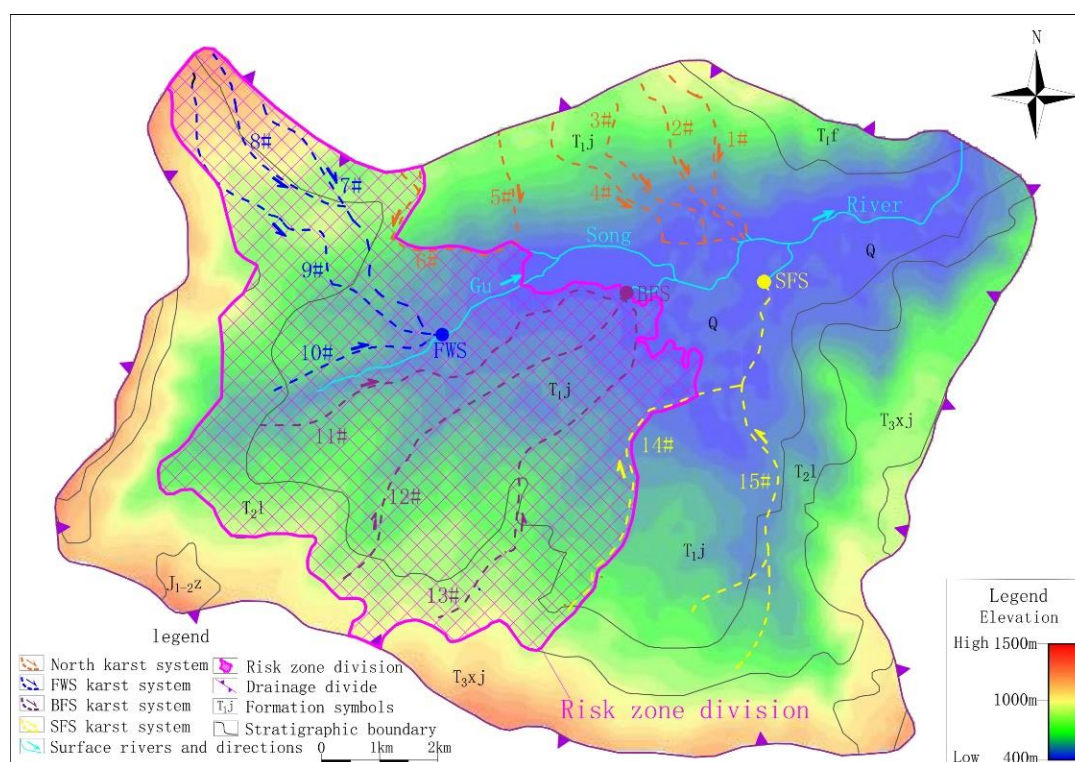 N
8#
7#
3#
2#
1#
T₁j
T₁f
5#
4#
6#
Song
River
Q
9#
Gu
BFS
SFS
Q
FWS
10#
T₁j
T₃xj
11#
14#
T₂l
15#
12#
T₂l
T₁j
J₁₋₂z
13#
T₃xj
Risk zone division
legend
North karst system
FWS karst system
BFS karst system
SFS karst system
Surface rivers and directions
Risk zone division
Drainage divide
T₁j Formation symbols
Stratigraphic boundary
0 1km 2km
Legend
Elevation
High 1500m
1000m
Low 400m